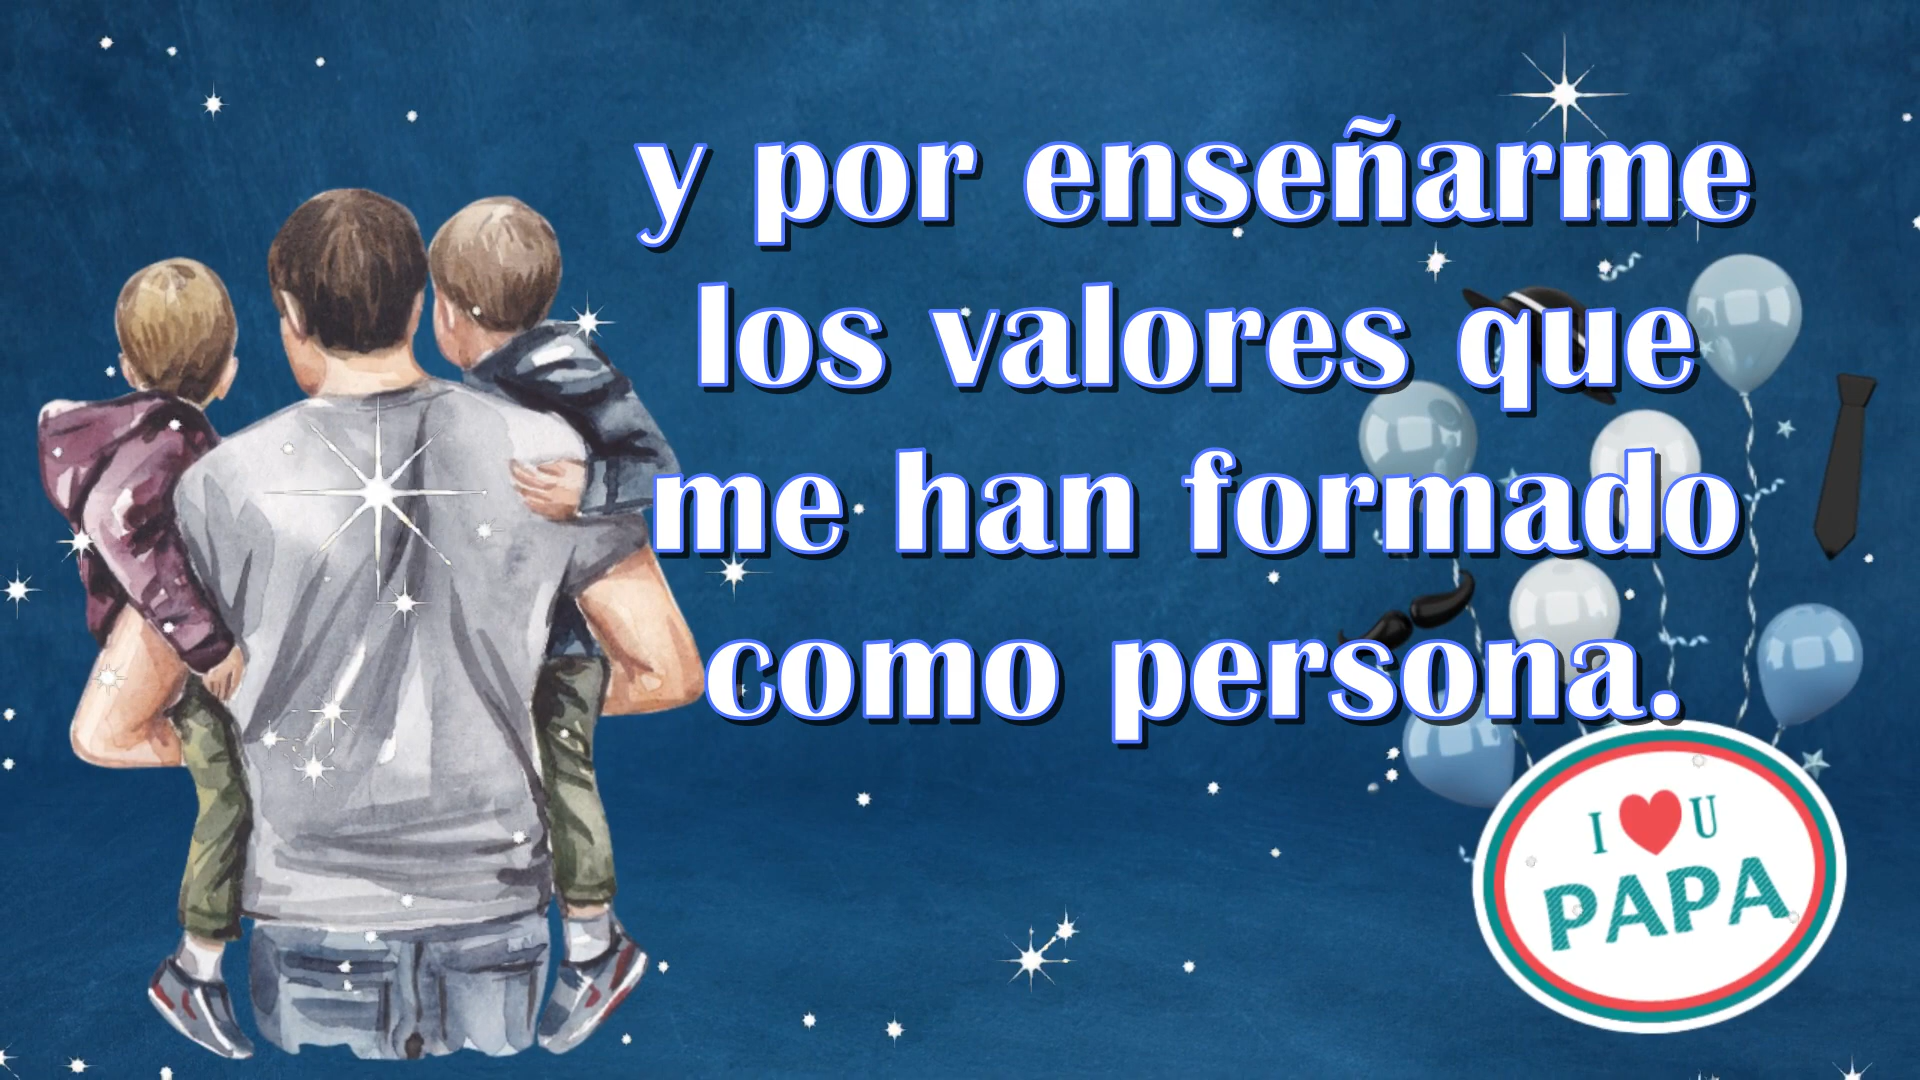 y por enseñarme
los valores que
me han formado
como persona.
I ❤ U
PAPA